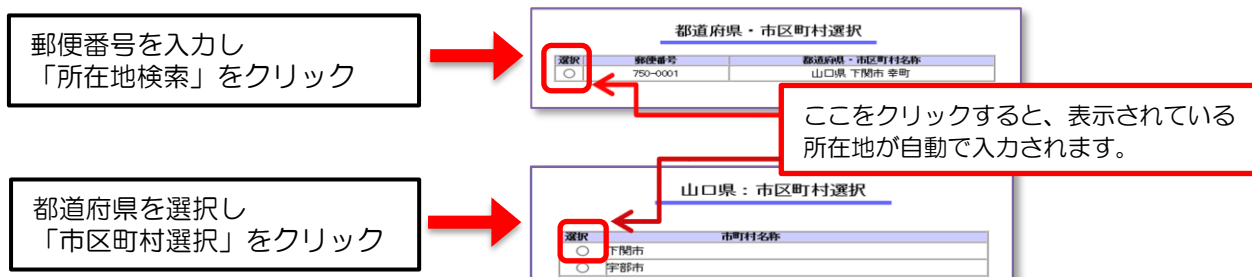 郵便番号を入力し
「所在地検索」をクリック
都道府県・市区町村選択
選択 郵便番号 都道府県・市区町村名称
750-0001 山口県 下関市 幸町
ここをクリックすると、表示されている
所在地が自動で入力されます。
都道府県を選択し
「市区町村選択」をクリック
山口県：市区町村選択
選択 市町村名称
下関市
宇部市